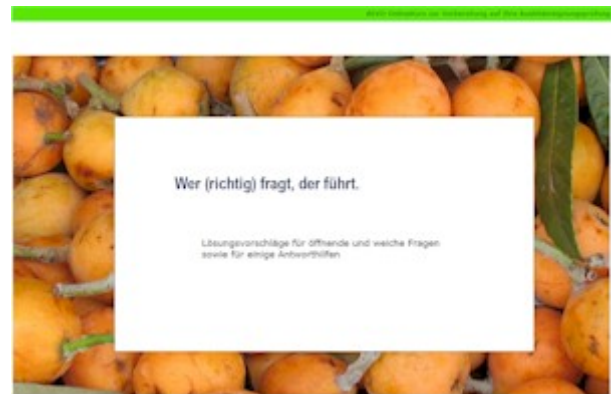 Wer (richtig) fragt, der führt.
Lösungsvorschläge für öffnende und weiche Fragen
sowie für einige Antworthilfen